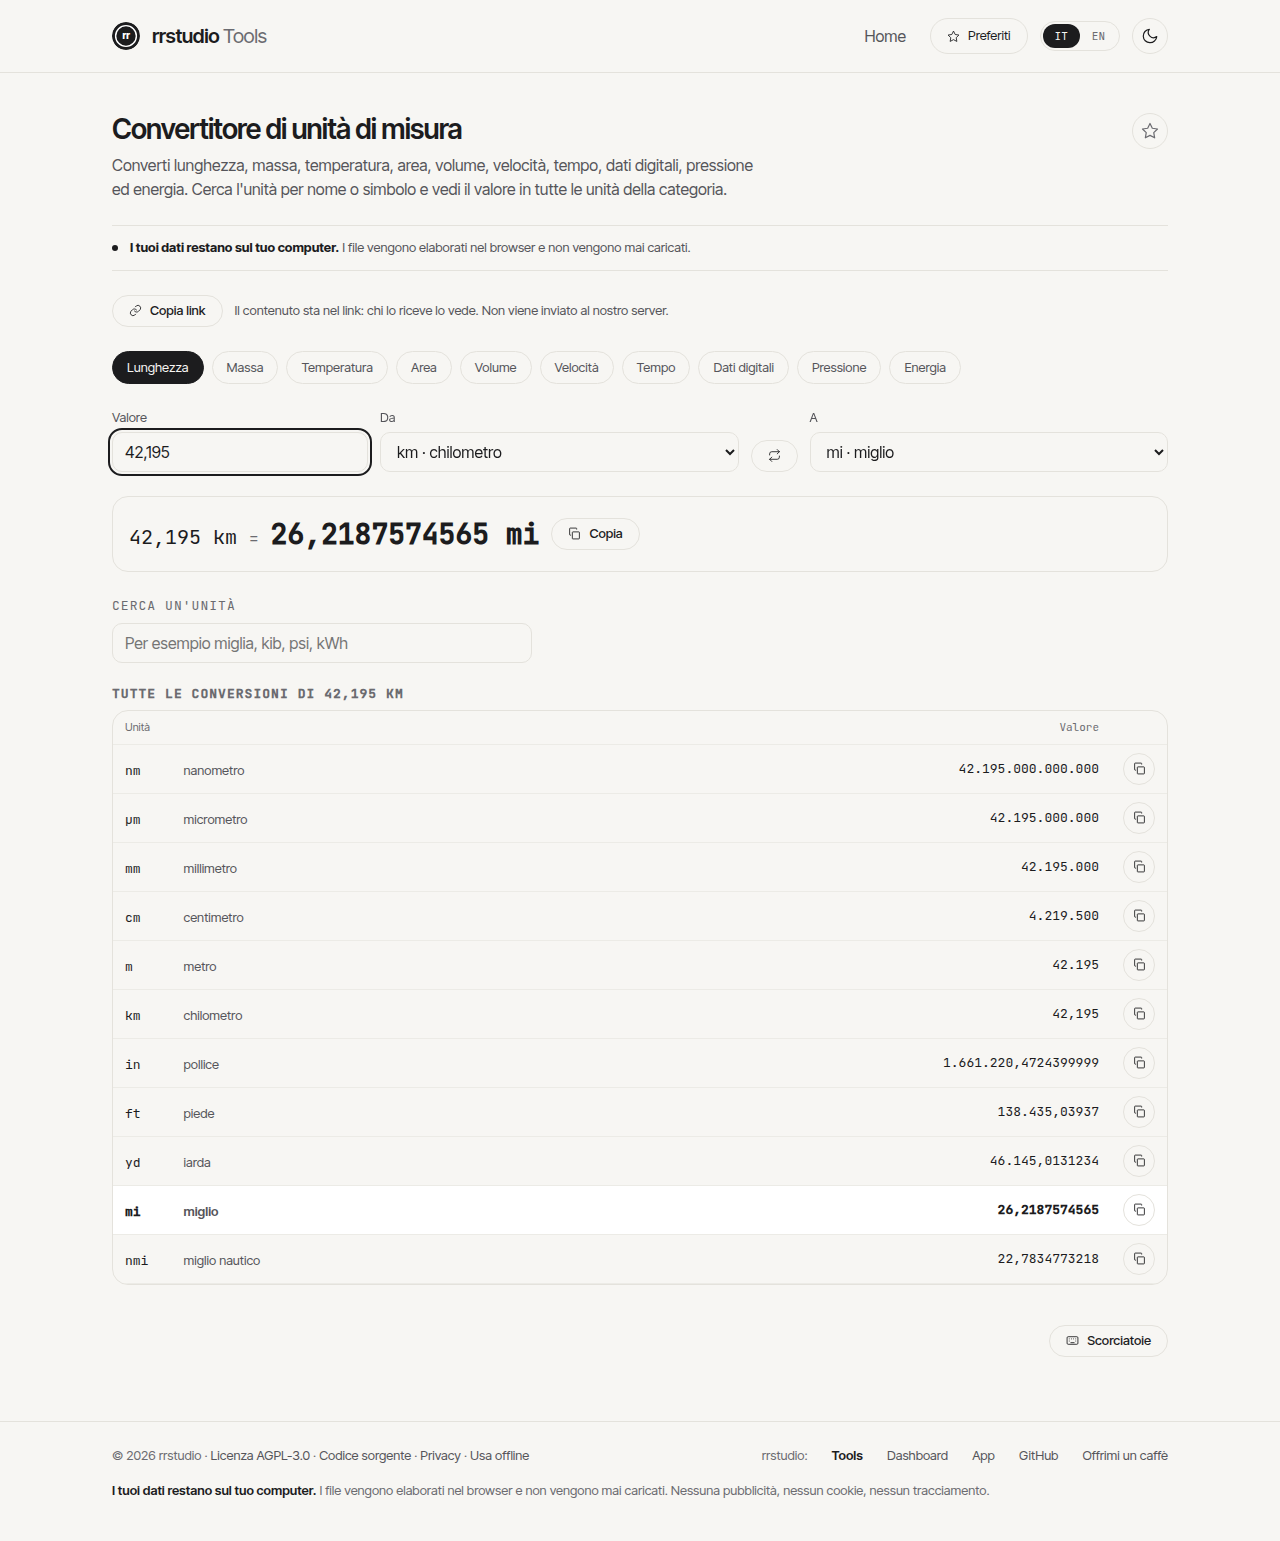 rr rrstudio Tools
Home
Preferiti
IT EN
Convertitore di unità di misura
Converti lunghezza, massa, temperatura, area, volume, velocità, tempo, dati digitali, pressione
ed energia. Cerca l'unità per nome o simbolo e vedi il valore in tutte le unità della categoria.
I tuoi dati restano sul tuo computer. I file vengono elaborati nel browser e non vengono mai caricati.
Copia link Il contenuto sta nel link: chi lo riceve lo vede. Non viene inviato al nostro server.
Lunghezza Massa Temperatura Area Volume Velocità Tempo Dati digitali Pressione Energia
Valore Da A
42,195 km · chilometro mi · miglio
42,195 km = 26,2187574565 mi Copia
CERCA UN'UNITÀ
Per esempio miglia, kib, psi, kWh
TUTTE LE CONVERSIONI DI 42,195 KM
Unità Valore
nm nanometro 42.195.000.000.000
µm micrometro 42.195.000.000
mm millimetro 42.195.000
cm centimetro 4.219.500
m metro 42.195
km chilometro 42,195
in pollice 1.661.220,4724399999
ft piede 138.435,03937
yd iarda 46.145,0131234
mi miglio 26,2187574565
nmi miglio nautico 22,7834773218
Scorciatoie
© 2026 rrstudio · Licenza AGPL-3.0 · Codice sorgente · Privacy · Usa offline
rrstudio: Tools Dashboard App GitHub Offrimi un caffè
I tuoi dati restano sul tuo computer. I file vengono elaborati nel browser e non vengono mai caricati. Nessuna pubblicità, nessun cookie, nessun tracciamento.